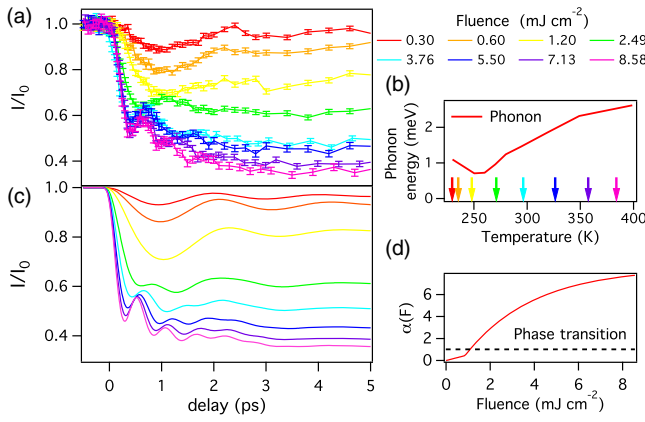 (a)
Fluence (mJ cm⁻²)
0.30 0.60 1.20 2.49
3.76 5.50 7.13 8.58
1.0
0.8
0.6
0.4
I/I₀
(b)
Phonon
2
1
0
Phonon
energy (meV)
250 300 350 400
Temperature (K)
(c)
1.0
0.8
0.6
0.4
I/I₀
0 1 2 3 4 5
delay (ps)
(d)
6
4
2
0
α(F)
Phase transition
0 2 4 6 8
Fluence (mJ cm⁻²)